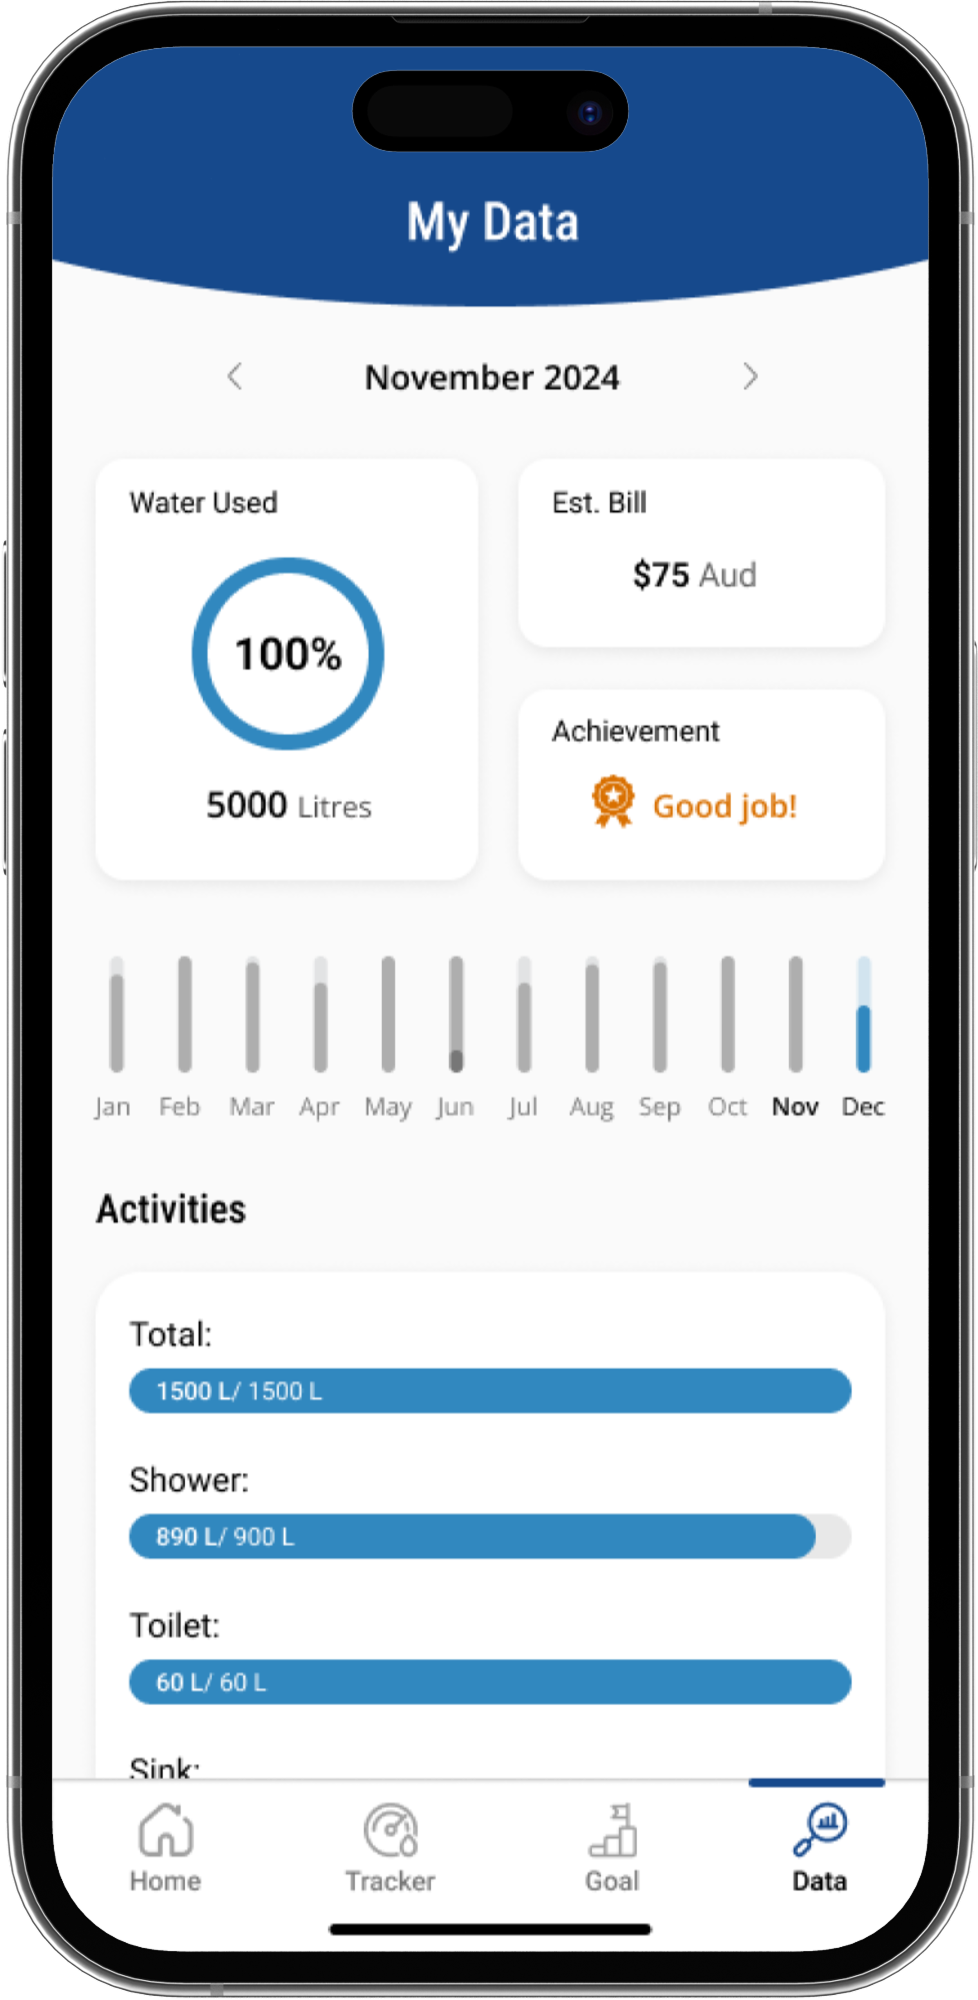 My Data
November 2024
Water Used
100%
5000 Litres
Est. Bill
$75 Aud
Achievement
Good job!
Jan Feb Mar Apr May Jun Jul Aug Sep Oct Nov Dec
Activities
Total:
1500 L/ 1500 L
Shower:
890 L/ 900 L
Toilet:
60 L/ 60 L
Sink:
Home Tracker Goal Data